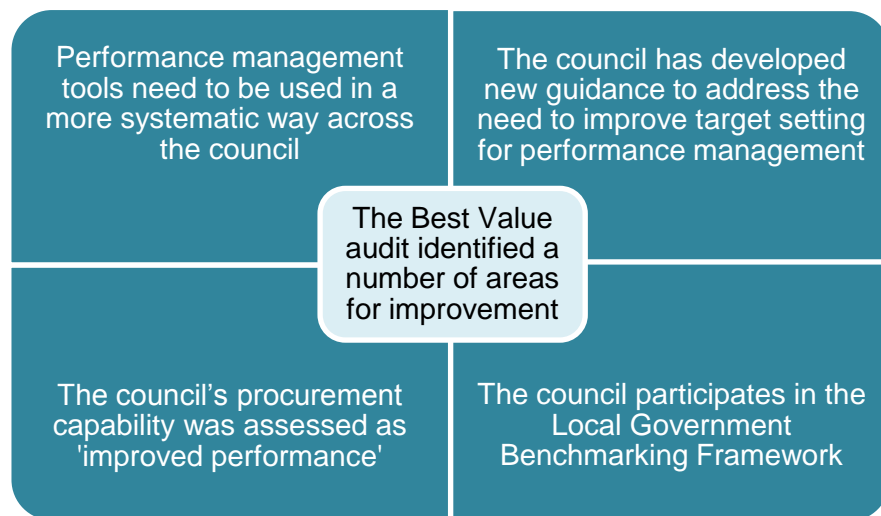 Performance management
tools need to be used in a
more systematic way across
the council
The council has developed
new guidance to address the
need to improve target setting
for performance management
The Best Value
audit identified a
number of areas
for improvement
The council’s procurement
capability was assessed as
'improved performance'
The council participates in the
Local Government
Benchmarking Framework